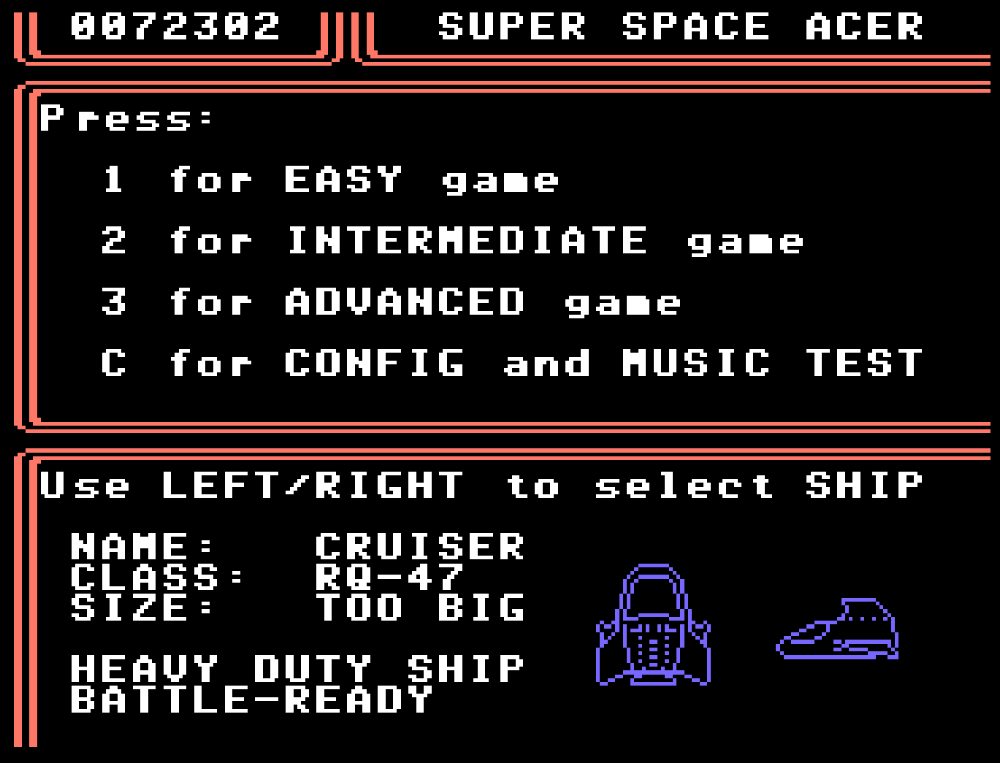 0072302 SUPER SPACE ACER
Press:
1 for EASY game
2 for INTERMEDIATE game
3 for ADVANCED game
C for CONFIG and MUSIC TEST
Use LEFT/RIGHT to select SHIP
NAME: CRUISER
CLASS: RQ-47
SIZE: TOO BIG
HEAVY DUTY SHIP
BATTLE-READY